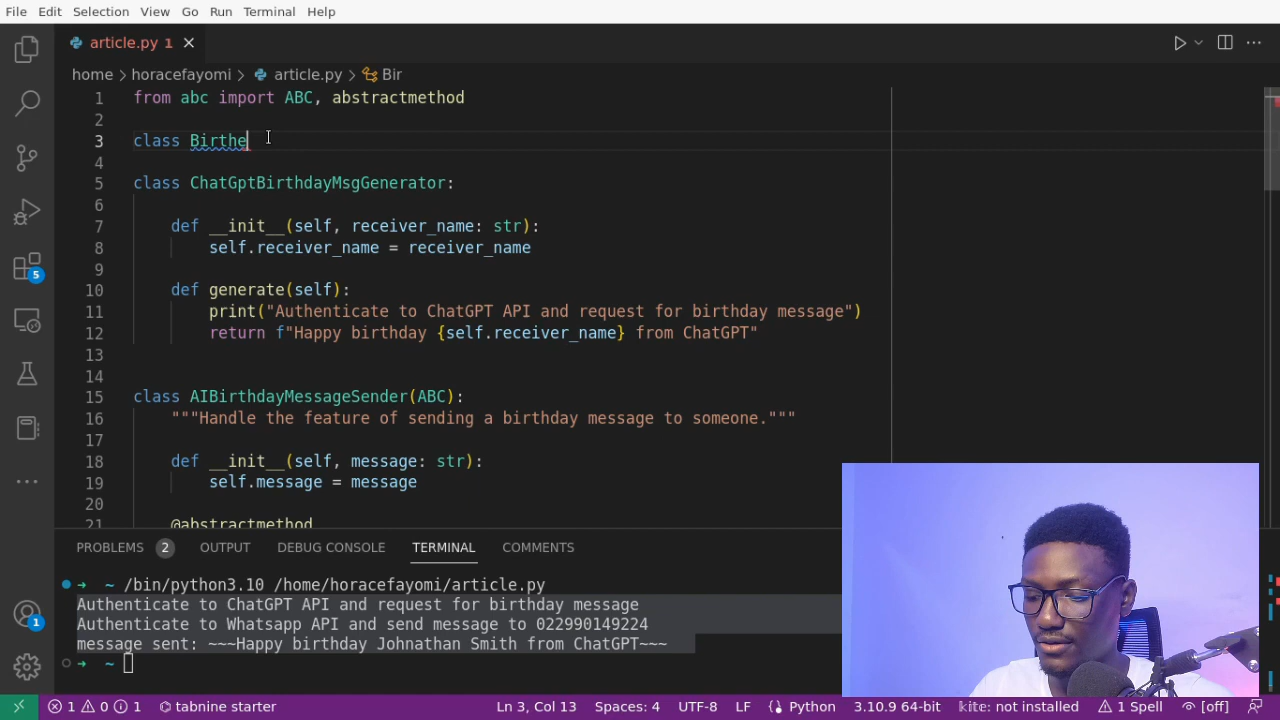 File Edit Selection View Go Run Terminal Help
article.py 1
home > horacefayomi > article.py > Bir
1 from abc import ABC, abstractmethod
2
3 class Birthe
4
5 class ChatGptBirthdayMsgGenerator:
6
7 def __init__(self, receiver_name: str):
8 self.receiver_name = receiver_name
9
10 def generate(self):
11 print("Authenticate to ChatGPT API and request for birthday message")
12 return f"Happy birthday {self.receiver_name} from ChatGPT"
13
14
15 class AIBirthdayMessageSender(ABC):
16 """Handle the feature of sending a birthday message to someone."""
17
18 def __init__(self, message: str):
19 self.message = message
20
21 @abstractmethod
5
PROBLEMS 2 OUTPUT DEBUG CONSOLE TERMINAL COMMENTS
➜ ~ /bin/python3.10 /home/horacefayomi/article.py
Authenticate to ChatGPT API and request for birthday message
Authenticate to Whatsapp API and send message to 022990149224
message sent: ~~~Happy birthday Johnathan Smith from ChatGPT~~~
➜ ~
1
1 0 1 tabnine starter Ln 3, Col 13 Spaces: 4 UTF-8 LF Python 3.10.9 64-bit kite: not installed 1 Spell [off]